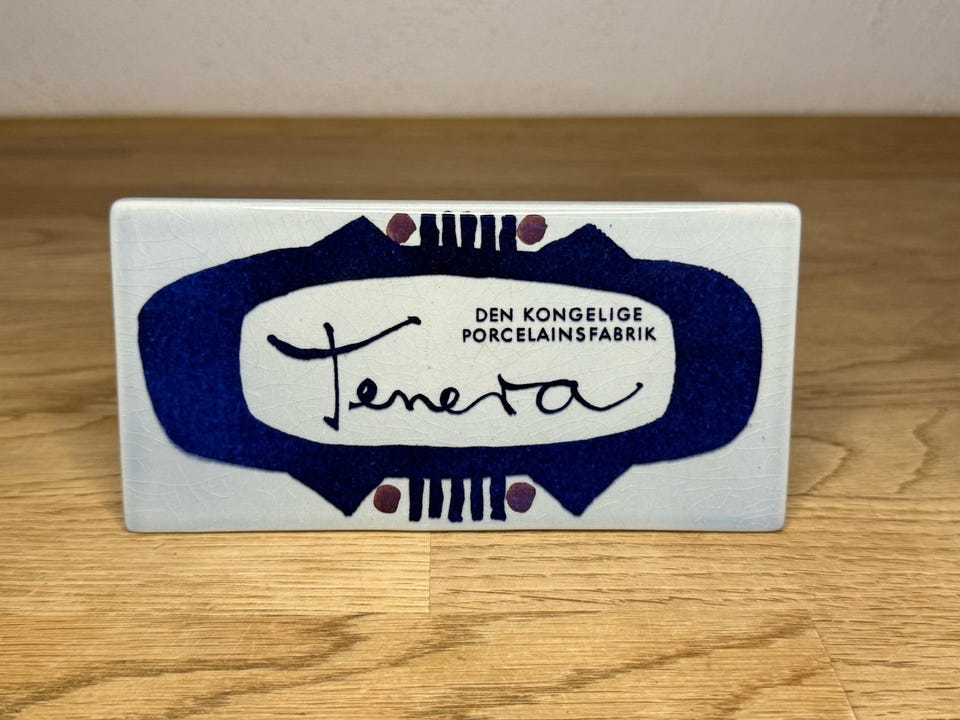 DEN KONGELIGE
PORCELAINSFABRIK
Tenera